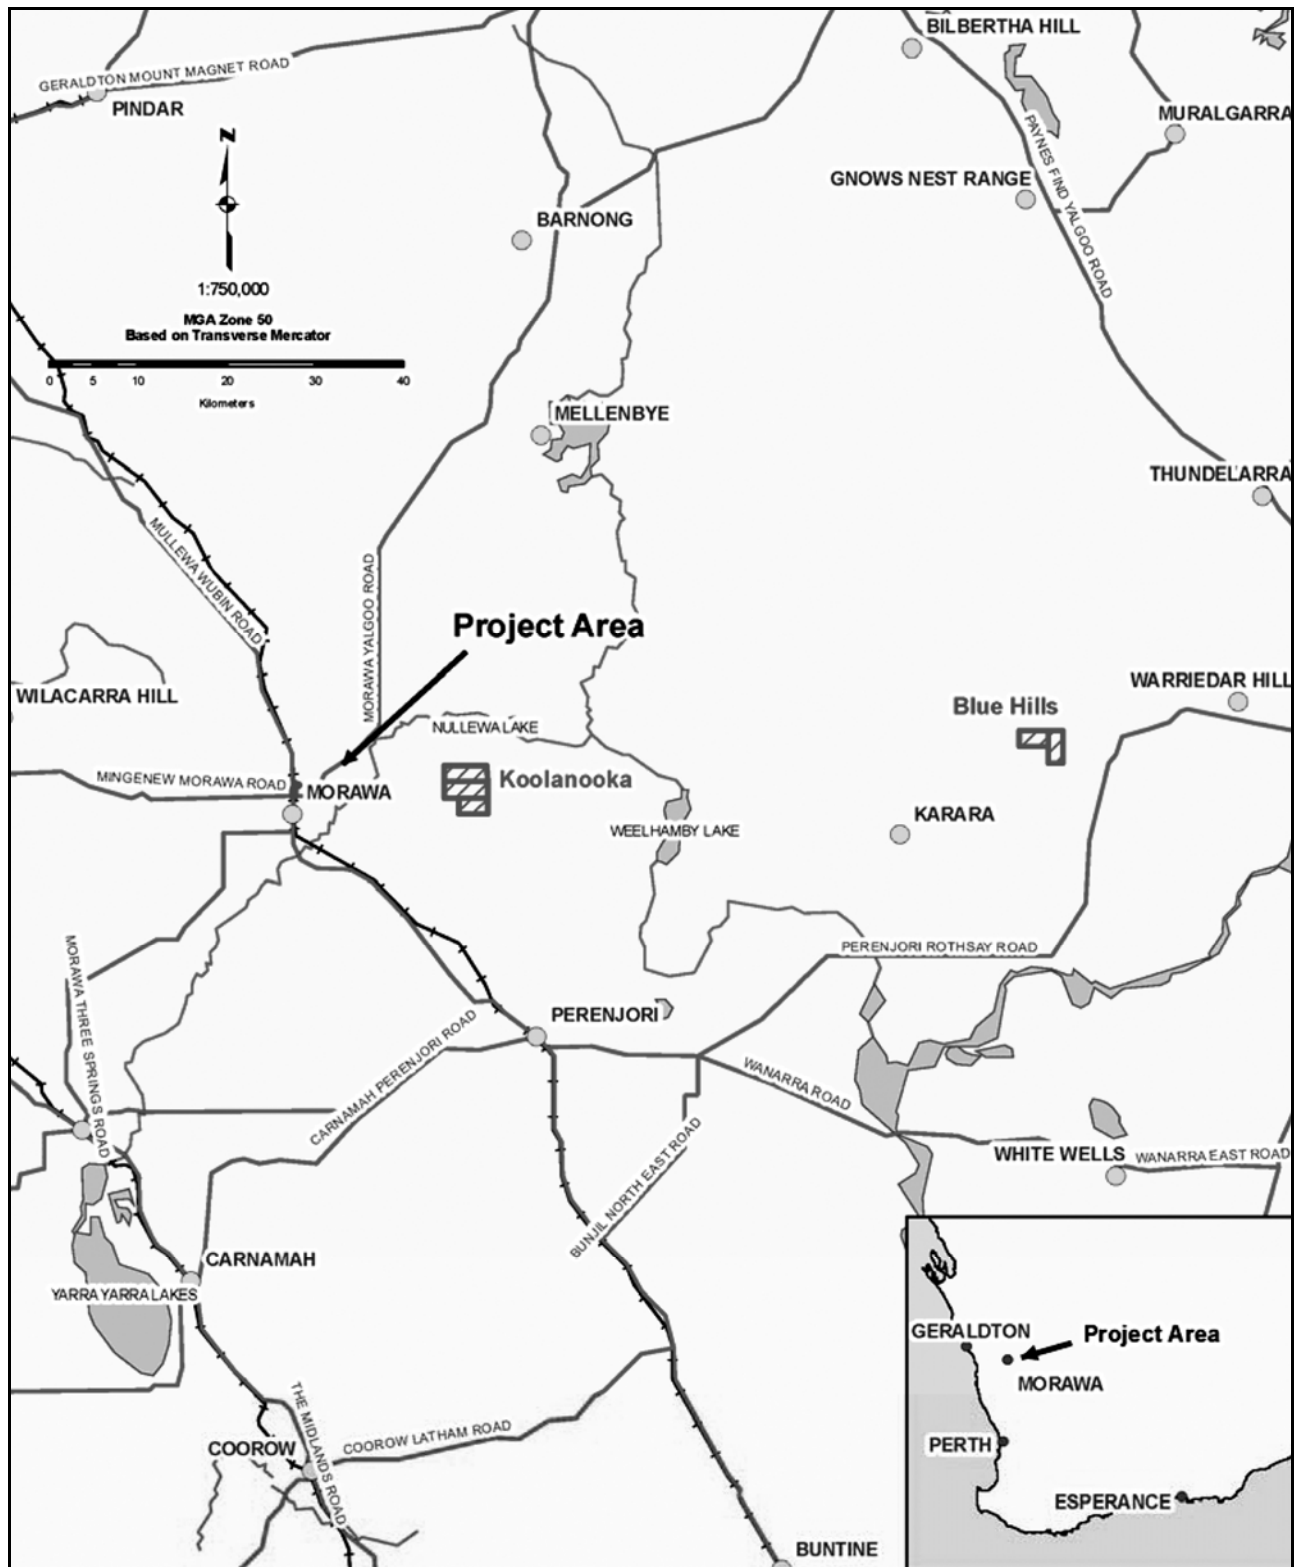 BILBERTHA HILL
GERALDTON MOUNT MAGNET ROAD
PINDAR
MURALGARRA
PAYNES FIND YALGOO ROAD
N
GNOWS NEST RANGE
BARNONG
1:750,000
MGA Zone 50
Based on Transverse Mercator
0 5 10 20 30 40
Kilometers
MELLENBYE
THUNDELARRA
MULLEWA WUBIN ROAD
MORAWA YALGOO ROAD
Project Area
WILACARRA HILL
WARRIEDAR HILL
Blue Hills
NULLEWA LAKE
MINGENEW MORAWA ROAD
MORAWA
Koolanooka
KARARA
WEELHAMBY LAKE
PERENJORI ROTHSAY ROAD
MORAWA THREE SPRINGS ROAD
PERENJORI
CARNAMAH PERENJORI ROAD
WANARRA ROAD
BUNJIL NORTH EAST ROAD
WHITE WELLS
WANARRA EAST ROAD
CARNAMAH
YARRA YARRA LAKES
GERALDTON
Project Area
MORAWA
THE MIDLANDS ROAD
COOROW
COOROW LATHAM ROAD
PERTH
ESPERANCE
BUNTINE